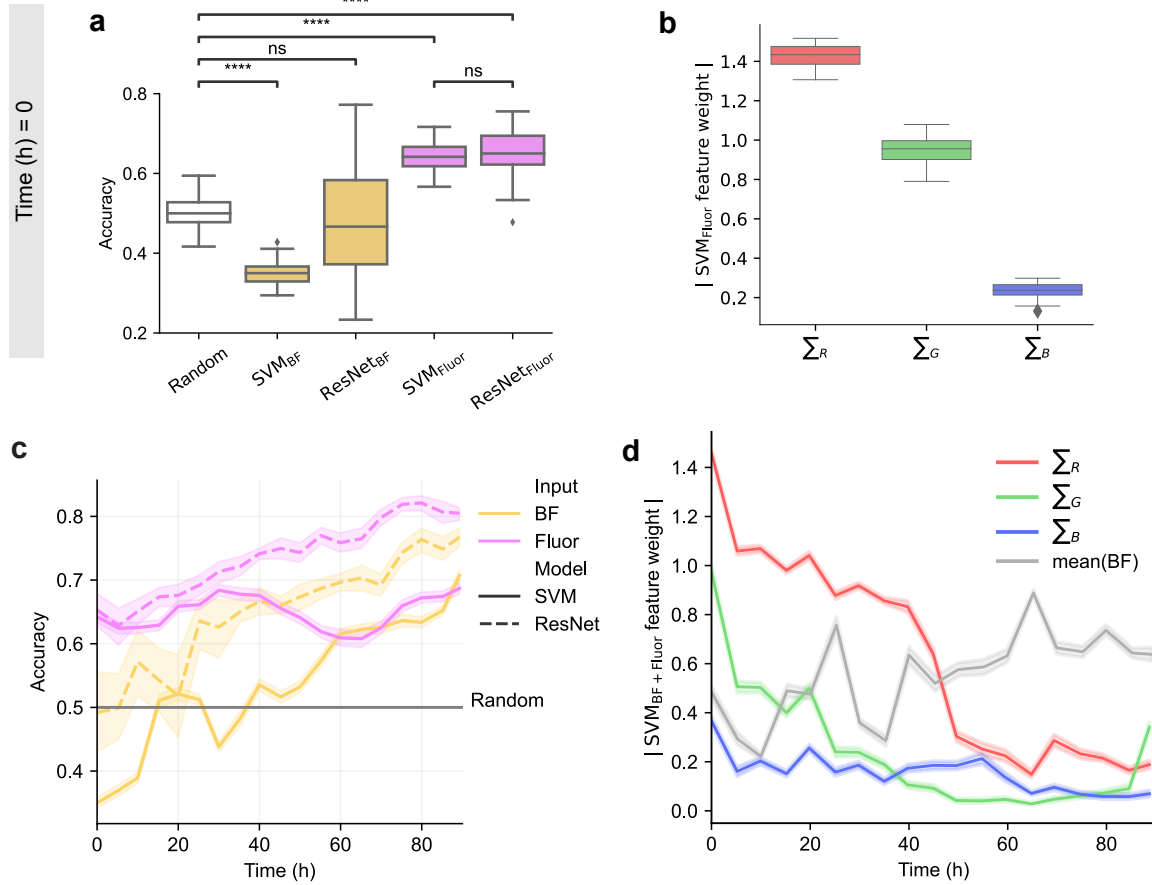 Time (h) = 0
a
****
****
ns
****
ns
Accuracy
0.8
0.6
0.4
0.2
Random
SVM_BF
ResNet_BF
SVM_Fluor
ResNet_Fluor
b
| SVM_Fluor feature weight |
1.4
1.2
1.0
0.8
0.6
0.4
0.2
∑_R
∑_G
∑_B
c
Accuracy
0.8
0.7
0.6
0.5
0.4
0
20
40
60
80
Time (h)
Input
BF
Fluor
Model
SVM
ResNet
Random
d
| SVM_BF + Fluor feature weight |
1.4
1.2
1.0
0.8
0.6
0.4
0.2
0.0
0
20
40
60
80
Time (h)
∑_R
∑_G
∑_B
mean(BF)